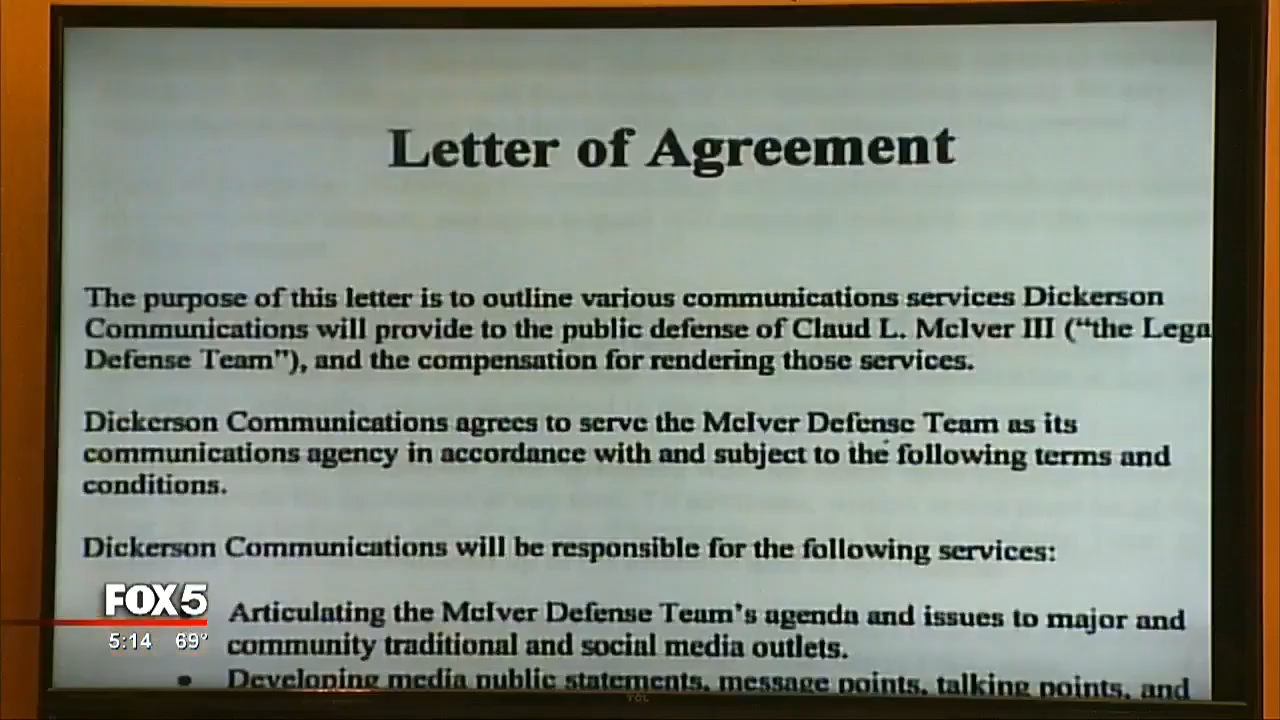 Letter of Agreement
The purpose of this letter is to outline various communications services Dickerson
Communications will provide to the public defense of Claud L. McIver III (“the Lega
Defense Team”), and the compensation for rendering those services.
Dickerson Communications agrees to serve the McIver Defense Team as its
communications agency in accordance with and subject to the following terms and
conditions.
Dickerson Communications will be responsible for the following services:
Articulating the McIver Defense Team's agenda and issues to major and
community traditional and social media outlets.
• Developing media public statements, message points, talking points, and
FOX 5
5:14 69°
TCL